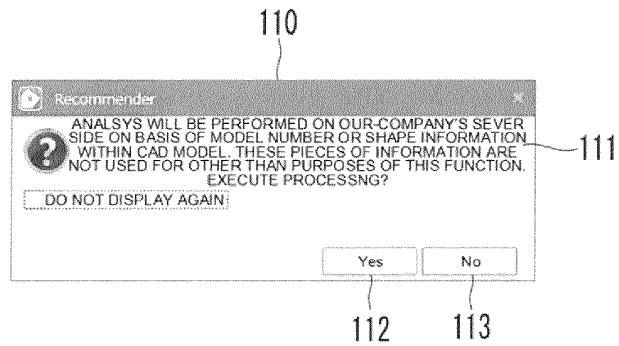 110
Recommender
ANALSYS WILL BE PERFORMED ON OUR-COMPANY'S SEVER
SIDE ON BASIS OF MODEL NUMBER OR SHAPE INFORMATION
WITHIN CAD MODEL. THESE PIECES OF INFORMATION ARE
NOT USED FOR OTHER THAN PURPOSES OF THIS FUNCTION.
EXECUTE PROCESSNG?
111
DO NOT DISPLAY AGAIN
Yes No
112 113